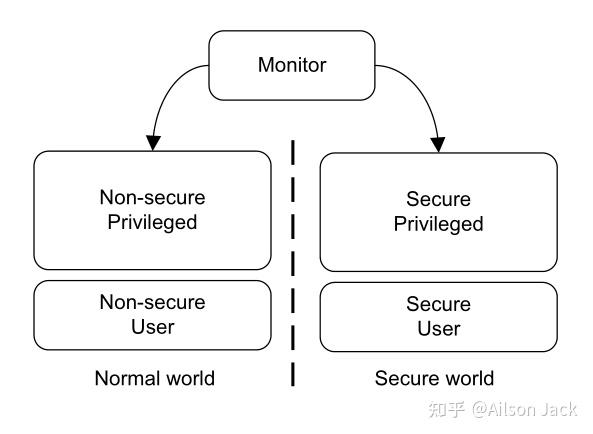 Monitor
Non-secure
Privileged
Secure
Privileged
Non-secure
User
Secure
User
Normal world
Secure world
知乎 @Ailson Jack